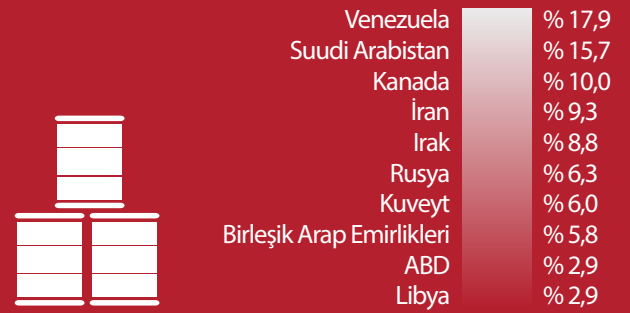 Venezuela % 17,9
Suudi Arabistan % 15,7
Kanada % 10,0
İran % 9,3
Irak % 8,8
Rusya % 6,3
Kuveyt % 6,0
Birleşik Arap Emirlikleri % 5,8
ABD % 2,9
Libya % 2,9